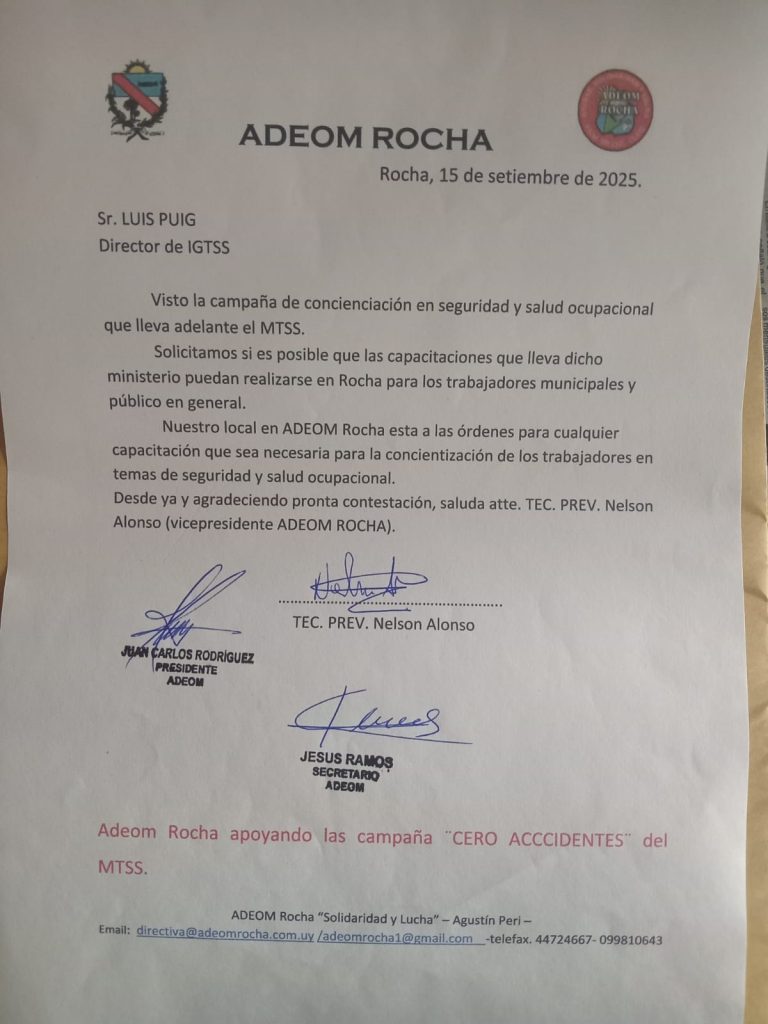 ADEOM
ROCHA
ADEOM ROCHA
Rocha, 15 de setiembre de 2025.
Sr. LUIS PUIG
Director de IGTSS
Visto la campaña de concienciación en seguridad y salud ocupacional
que lleva adelante el MTSS.
Solicitamos si es posible que las capacitaciones que lleva dicho
ministerio puedan realizarse en Rocha para los trabajadores municipales y
público en general.
Nuestro local en ADEOM Rocha esta a las órdenes para cualquier
capacitación que sea necesaria para la concientización de los trabajadores en
temas de seguridad y salud ocupacional.
Desde ya y agradeciendo pronta contestación, saluda atte. TEC. PREV. Nelson
Alonso (vicepresidente ADEOM ROCHA).
TEC. PREV. Nelson Alonso
JUAN CARLOS RODRÍGUEZ
PRESIDENTE
ADEOM
JESUS RAMOS
SECRETARIO
ADEOM
Adeom Rocha apoyando las campaña ¨CERO ACCCIDENTES¨ del
MTSS.
ADEOM Rocha “Solidaridad y Lucha” – Agustín Peri –
Email: directiva@adeomrocha.com.uy /adeomrocha1@gmail.com -telefax. 44724667- 099810643